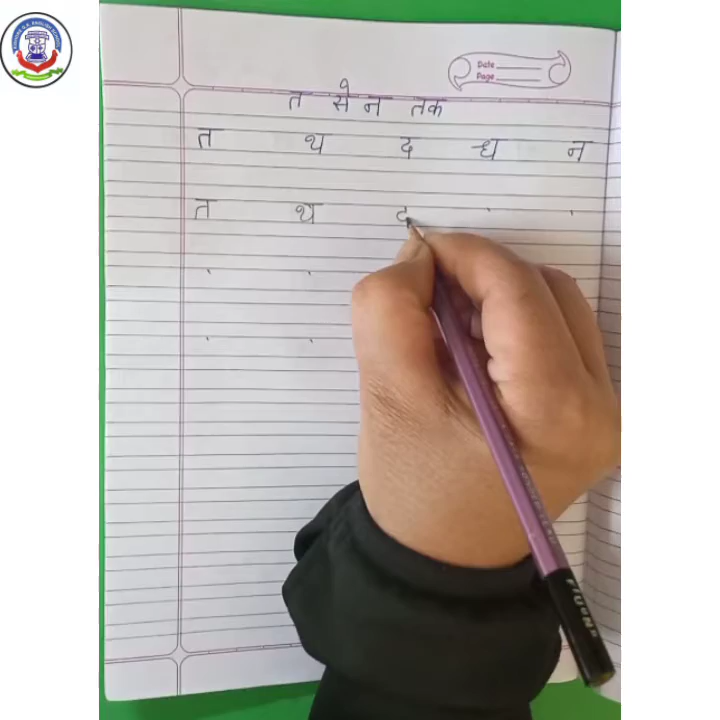 Date
Page
त से न तक
त थ द ध न
त थ द